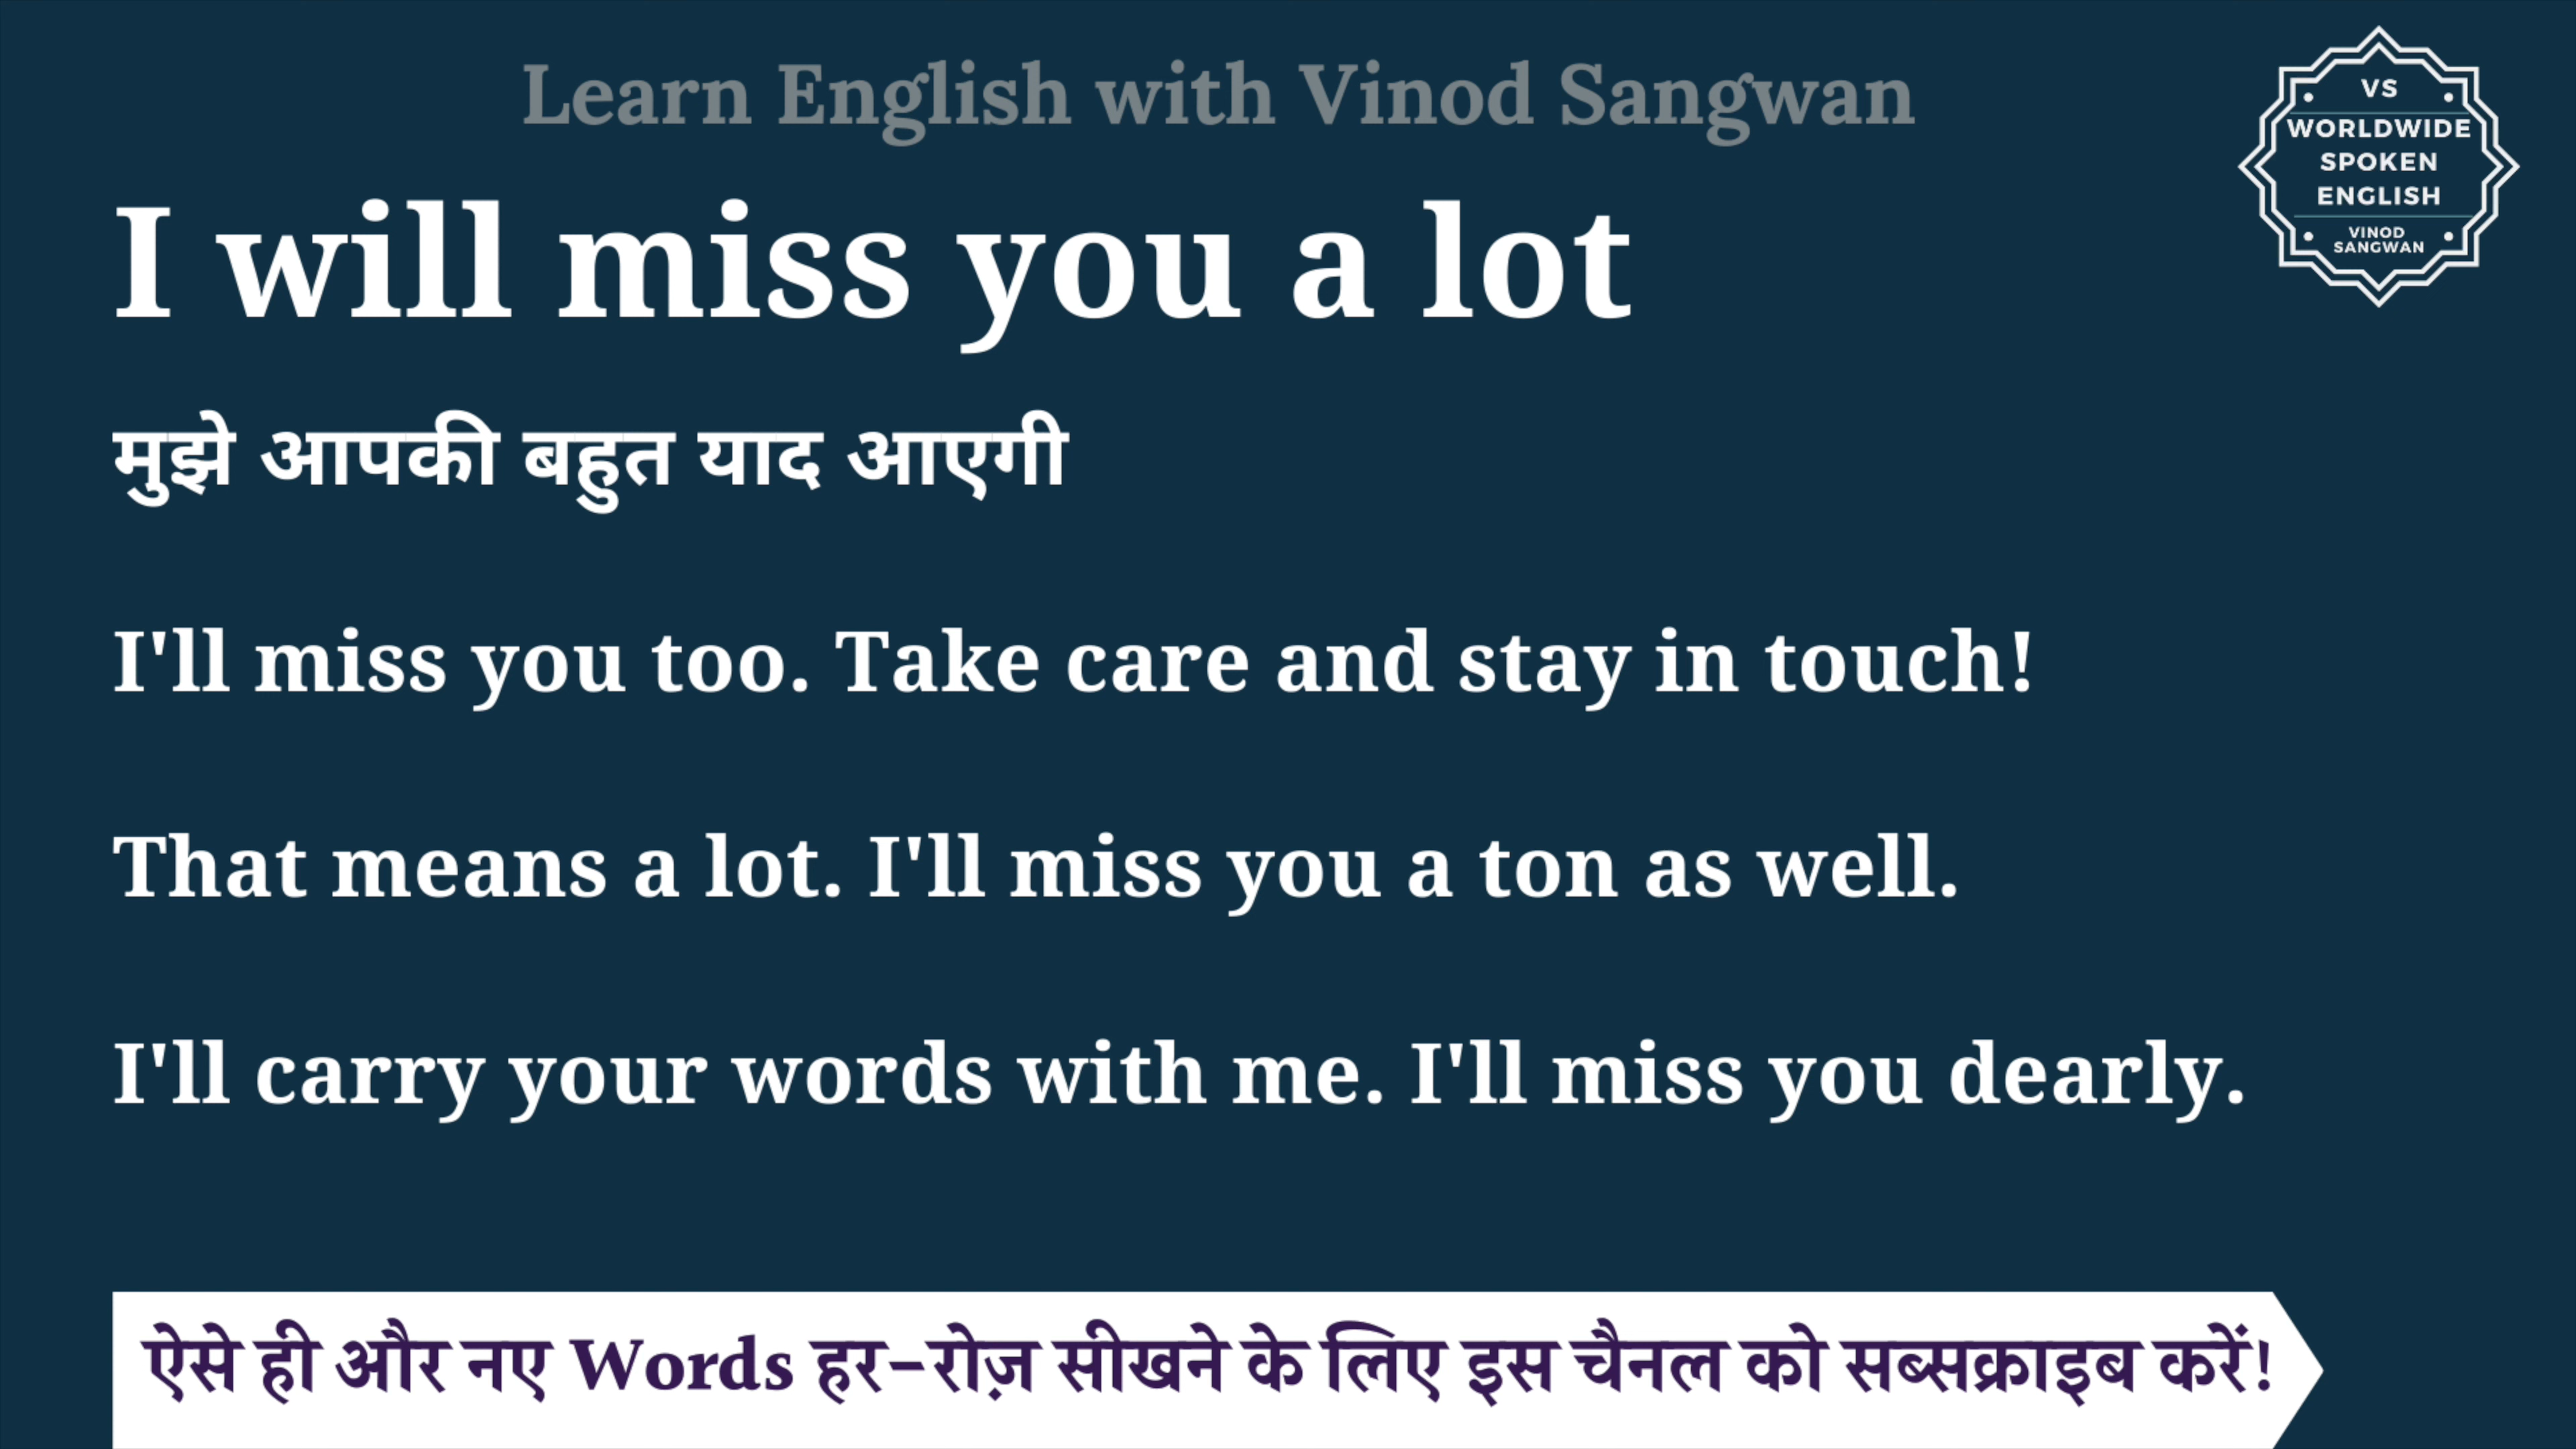 Learn English with Vinod Sangwan
VS
WORLDWIDE
SPOKEN
ENGLISH
VINOD
SANGWAN
I will miss you a lot
मुझे आपकी बहुत याद आएगी
I'll miss you too. Take care and stay in touch!
That means a lot. I'll miss you a ton as well.
I'll carry your words with me. I'll miss you dearly.
ऐसे ही और नए Words हर-रोज़ सीखने के लिए इस चैनल को सब्सक्राइब करें!